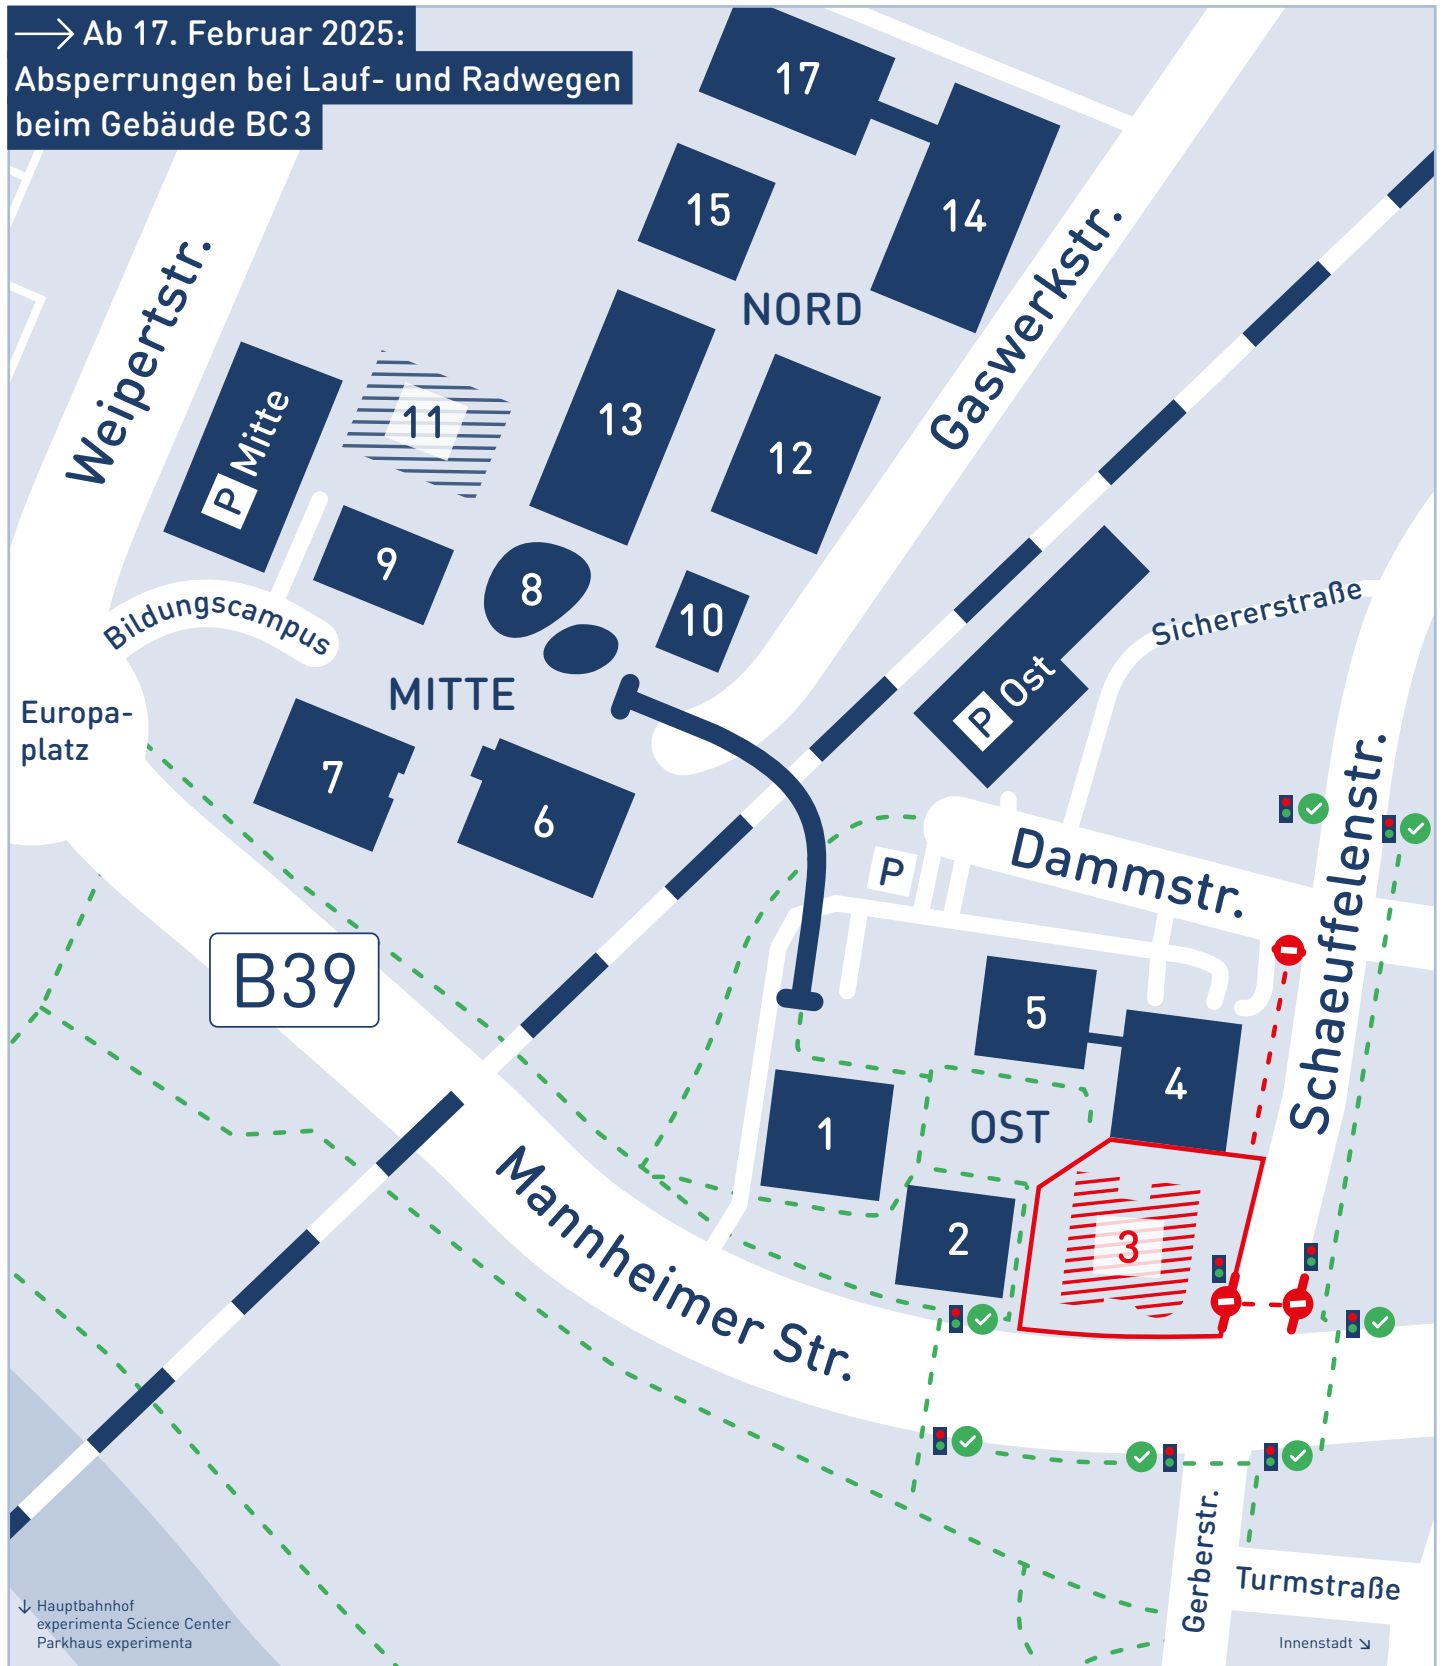 → Ab 17. Februar 2025:
Absperrungen bei Lauf- und Radwegen
beim Gebäude BC 3
17
15
14
NORD
Weipertstr.
Gaswerkstr.
P Mitte
11
13
12
9
8
10
Bildungscampus
MITTE
Europa-
platz
7
6
P Ost
Sichererstraße
Dammstr.
P
Schaeuffelenstr.
B39
5
4
1
OST
2
3
Mannheimer Str.
Gerberstr.
Turmstraße
↓ Hauptbahnhof
experimenta Science Center
Parkhaus experimenta
Innenstadt ↘